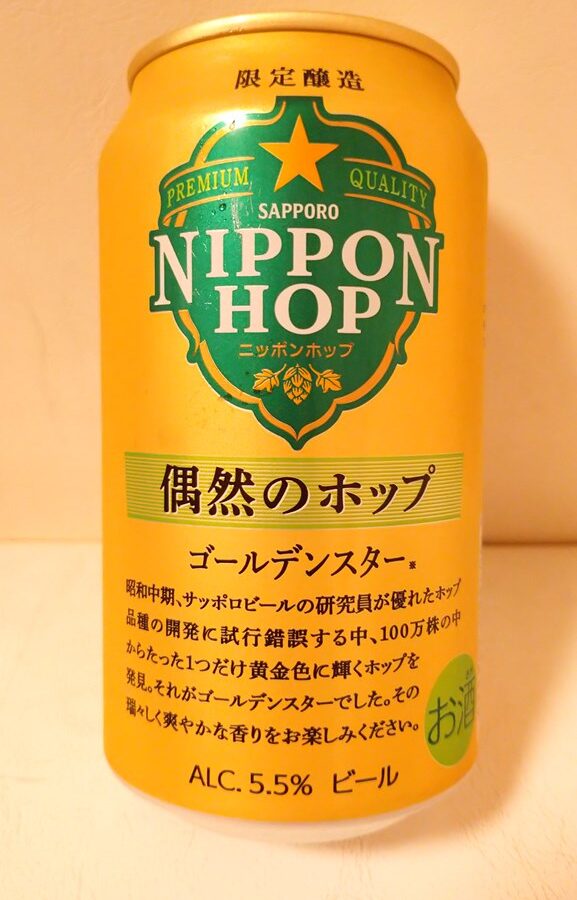 限定醸造
PREMIUM QUALITY
SAPPORO
NIPPON
HOP
ニッポンホップ
偶然のホップ
ゴールデンスター※
昭和中期、サッポロビールの研究員が優れたホップ
品種の開発に試行錯誤する中、100万株の中
からたった1つだけ黄金色に輝くホップを
発見。それがゴールデンスターでした。その
瑞々しく爽やかな香りをお楽しみください。
お酒
ALC. 5.5% ビール